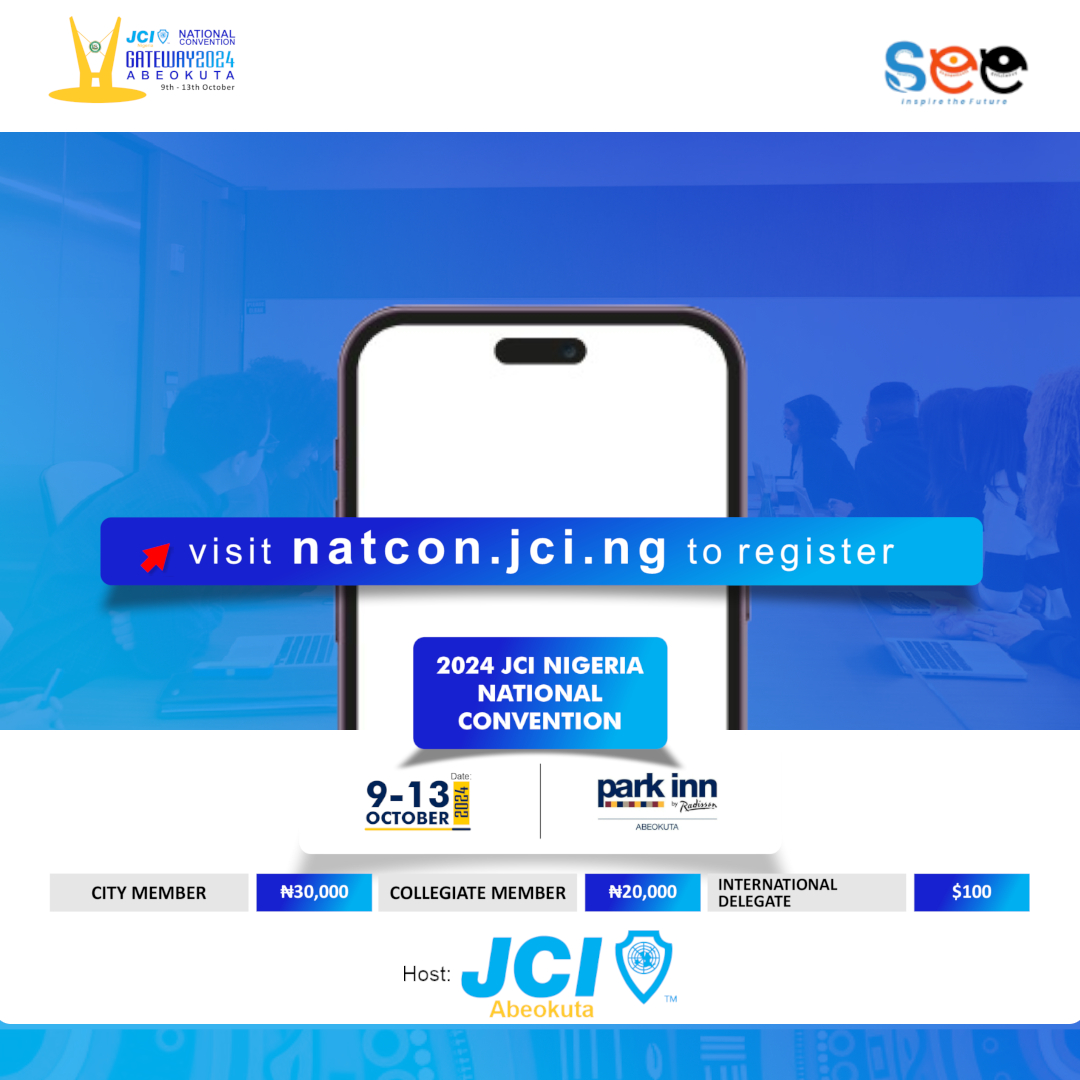 JCI NATIONAL
CONVENTION
GATEWAY2024
ABEOKUTA
9th - 13th October
See
Inspire the Future
visit natcon.jci.ng to register
2024 JCI NIGERIA
NATIONAL
CONVENTION
Date:
9-13 2024
OCTOBER
park inn
by Radisson
ABEOKUTA
CITY MEMBER ₦30,000 COLLEGIATE MEMBER ₦20,000 INTERNATIONAL
DELEGATE $100
Host: JCI ™
Abeokuta